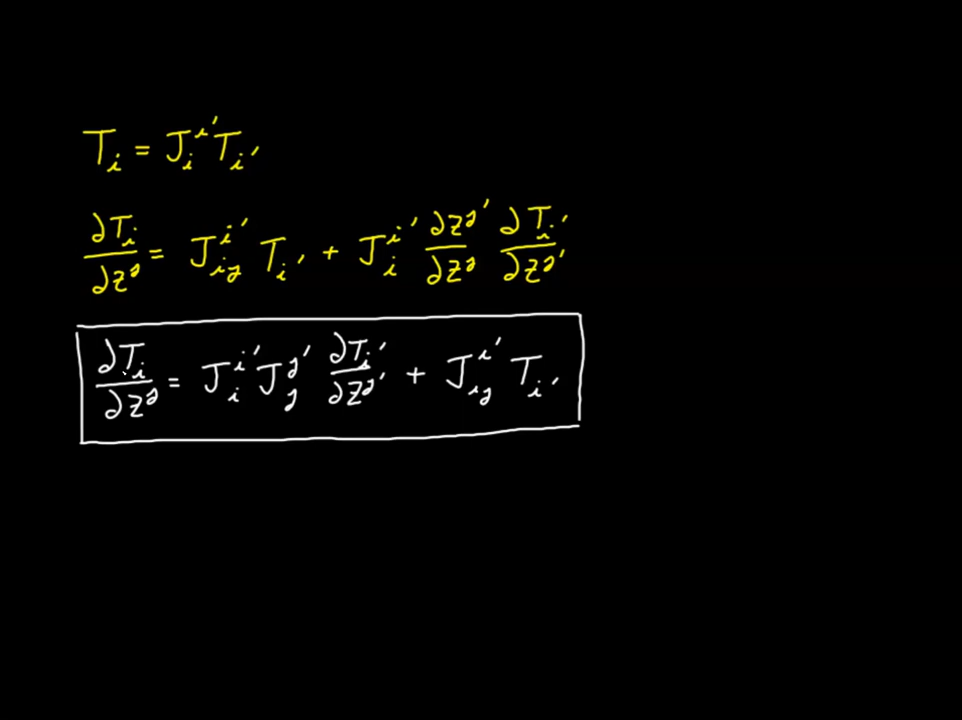 T_i = J_i^{i'} T_{i'}
∂T_i/∂z^j = J_{ij}^{i'} T_{i'} + J_i^{i'} ∂z^{j'}/∂z^j ∂T_{i'}/∂z^{j'}
∂T_i/∂z^j = J_i^{i'} J_j^{j'} ∂T_{i'}/∂z^{j'} + J_{ij}^{i'} T_{i'}